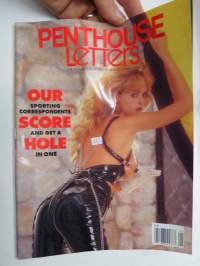 PENTHOUSE
Letters
OUR
SPORTING
CORRESPONDENTS
SCORE
AND GET A
HOLE
IN ONE